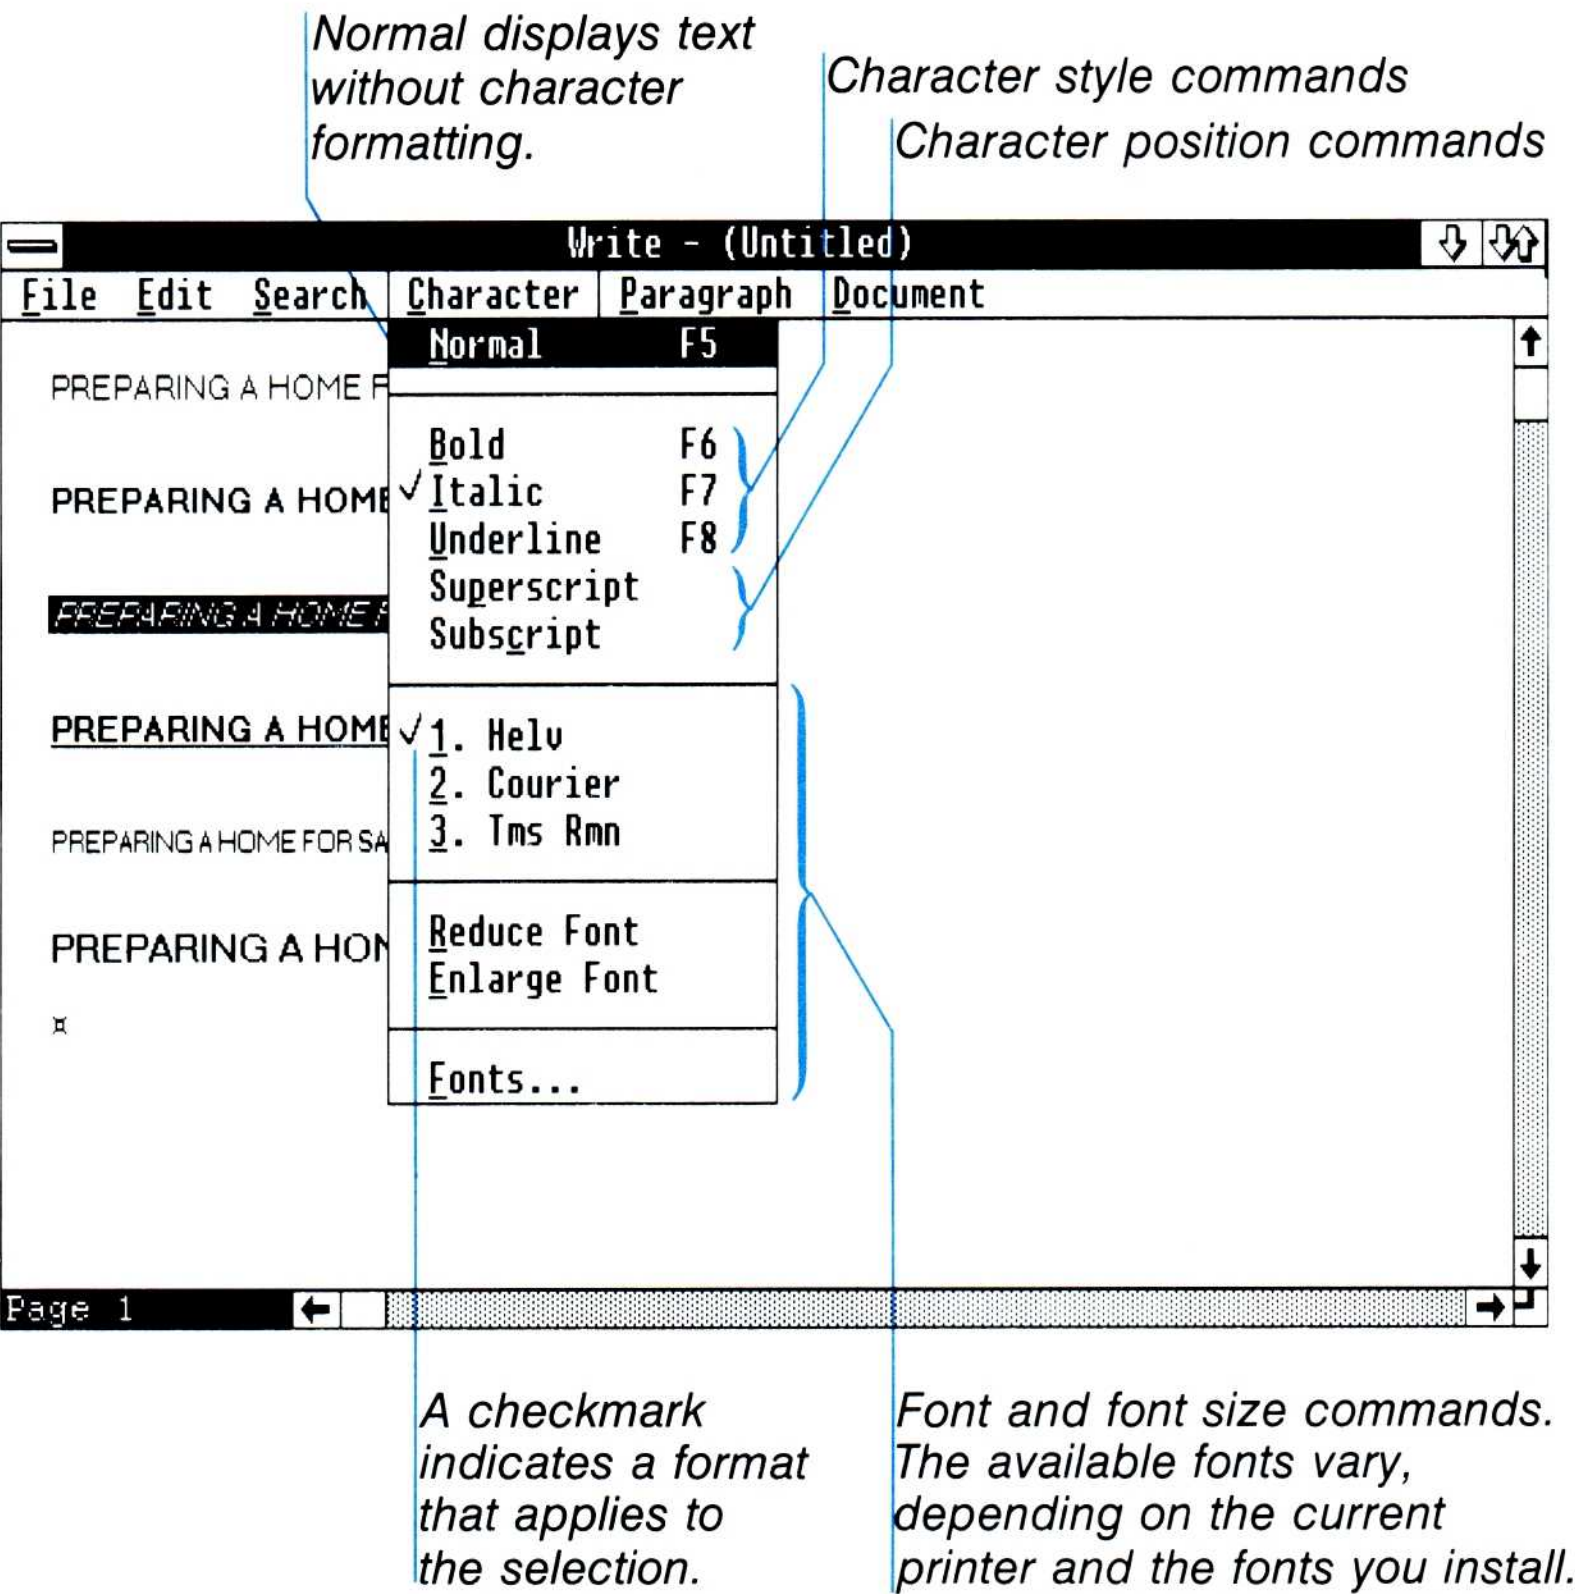 Normal displays text
without character
formatting.
Character style commands
Character position commands
Write - (Untitled)
File Edit Search Character Paragraph Document
Normal F5
PREPARING A HOME F
Bold F6
PREPARING A HOME
✓ Italic F7
Underline F8
Superscript
PREPARING A HOME F
Subscript
PREPARING A HOME
✓ 1. Helv
2. Courier
3. Tms Rmn
PREPARING A HOME FOR SA
Reduce Font
PREPARING A HOM
Enlarge Font
¤
Fonts...
Page 1
A checkmark
indicates a format
that applies to
the selection.
Font and font size commands.
The available fonts vary,
depending on the current
printer and the fonts you install.